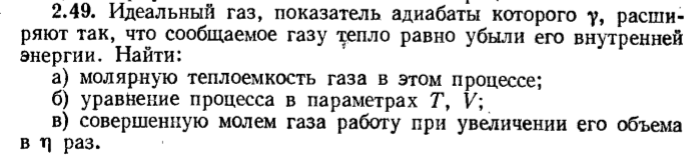 2.49. Идеальный газ, показатель адиабаты которого γ, расши-
ряют так, что сообщаемое газу тепло равно убыли его внутренней
энергии. Найти:
а) молярную теплоемкость газа в этом процессе;
б) уравнение процесса в параметрах T, V;
в) совершенную молем газа работу при увеличении его объема
в η раз.